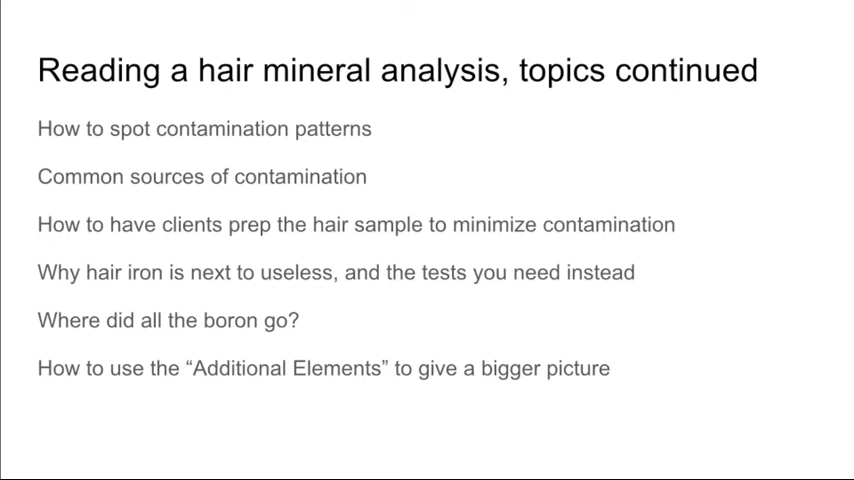 Reading a hair mineral analysis, topics continued
How to spot contamination patterns
Common sources of contamination
How to have clients prep the hair sample to minimize contamination
Why hair iron is next to useless, and the tests you need instead
Where did all the boron go?
How to use the “Additional Elements” to give a bigger picture